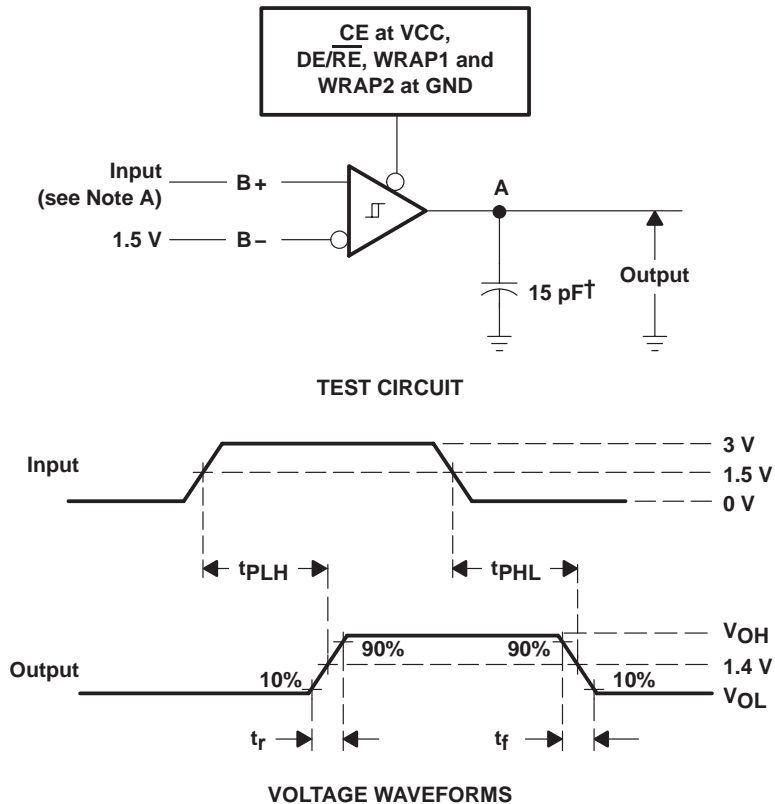 CE at VCC,
DE/R̅E̅, WRAP1 and
WRAP2 at GND
Input
(see Note A)
B+
A
1.5 V
B−
15 pF†
Output
TEST CIRCUIT
Input
3 V
1.5 V
0 V
tPLH
tPHL
Output
VOH
90%
90%
1.4 V
10%
10%
VOL
tr
tf
VOLTAGE WAVEFORMS